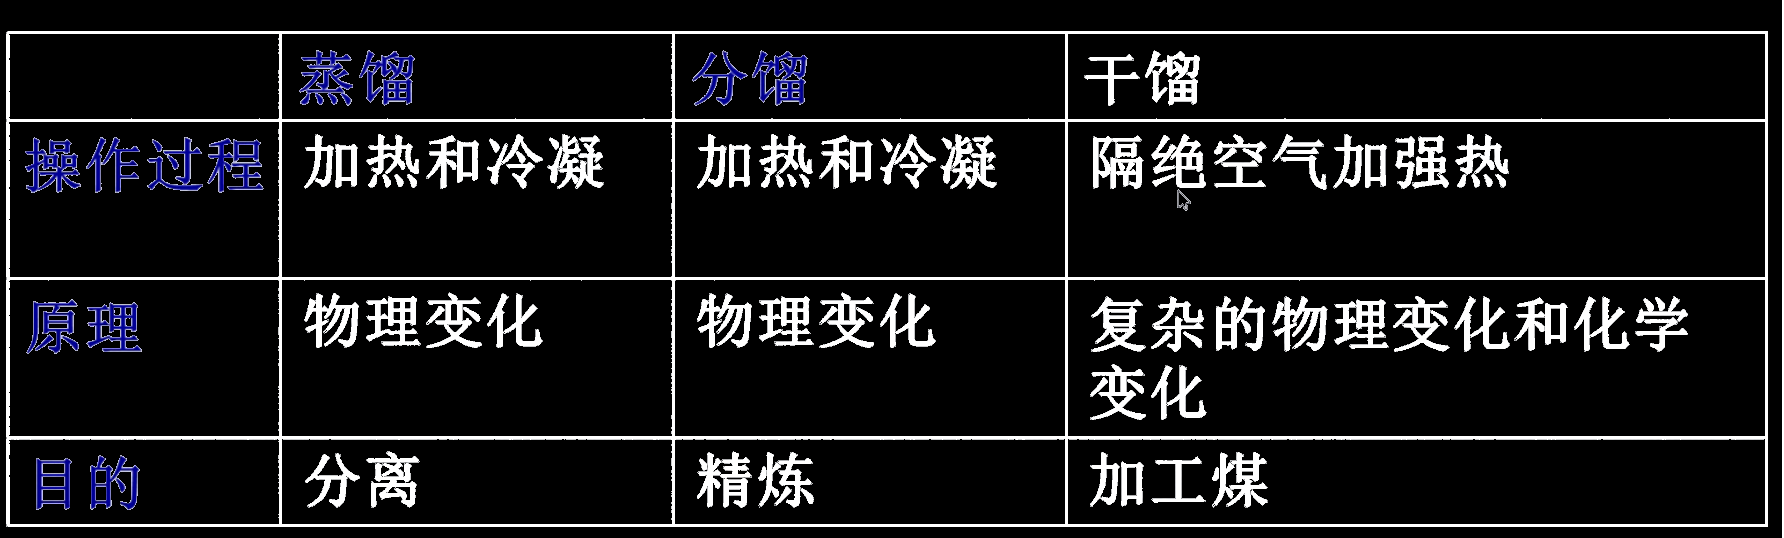 蒸馏 分馏 干馏
操作过程 加热和冷凝 加热和冷凝 隔绝空气加强热
原理 物理变化 物理变化 复杂的物理变化和化学
变化
目的 分离 精炼 加工煤